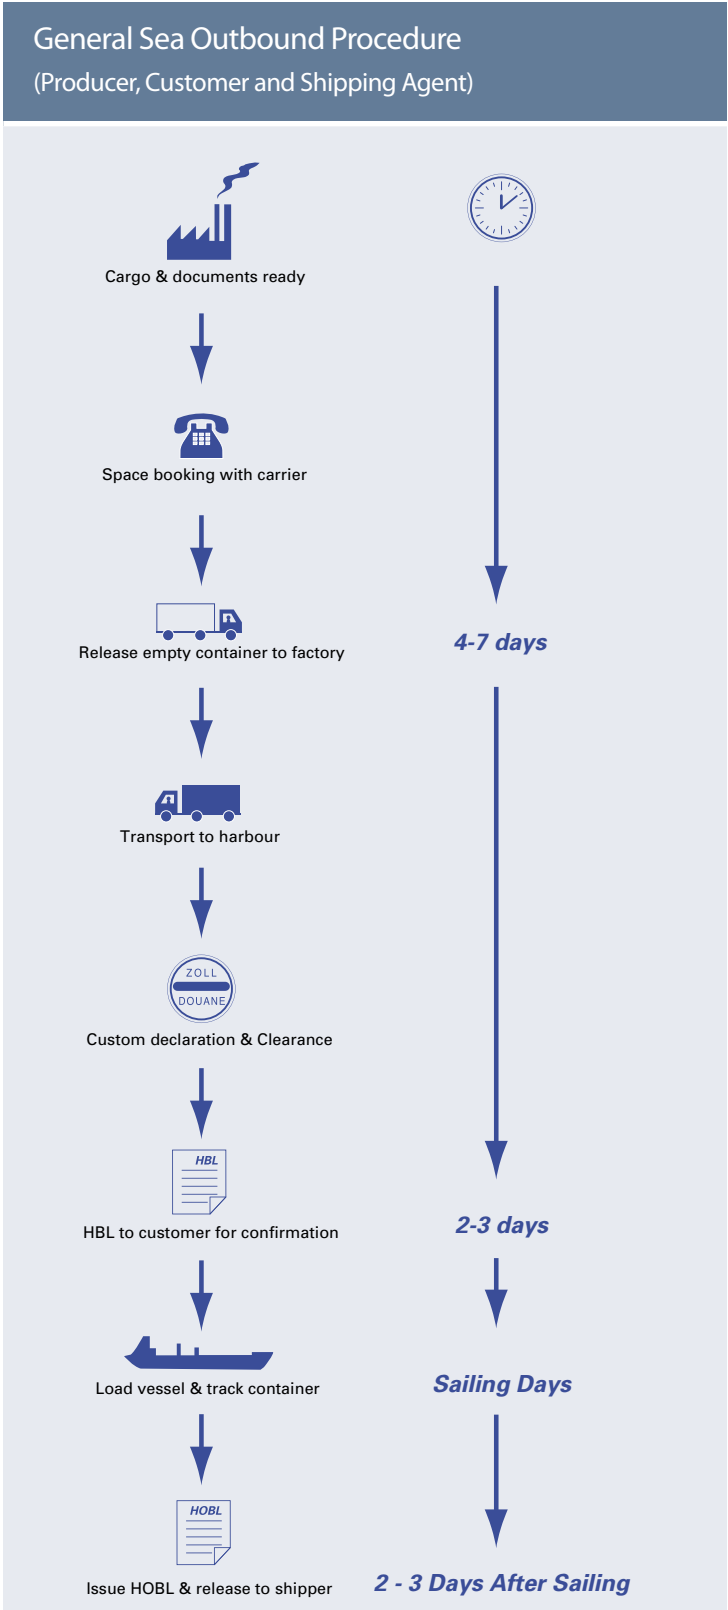 General Sea Outbound Procedure
(Producer, Customer and Shipping Agent)
Cargo & documents ready
Space booking with carrier
Release empty container to factory
4-7 days
Transport to harbour
ZOLL
DOUANE
Custom declaration & Clearance
HBL
HBL to customer for confirmation
2-3 days
Load vessel & track container
Sailing Days
HOBL
Issue HOBL & release to shipper
2 - 3 Days After Sailing